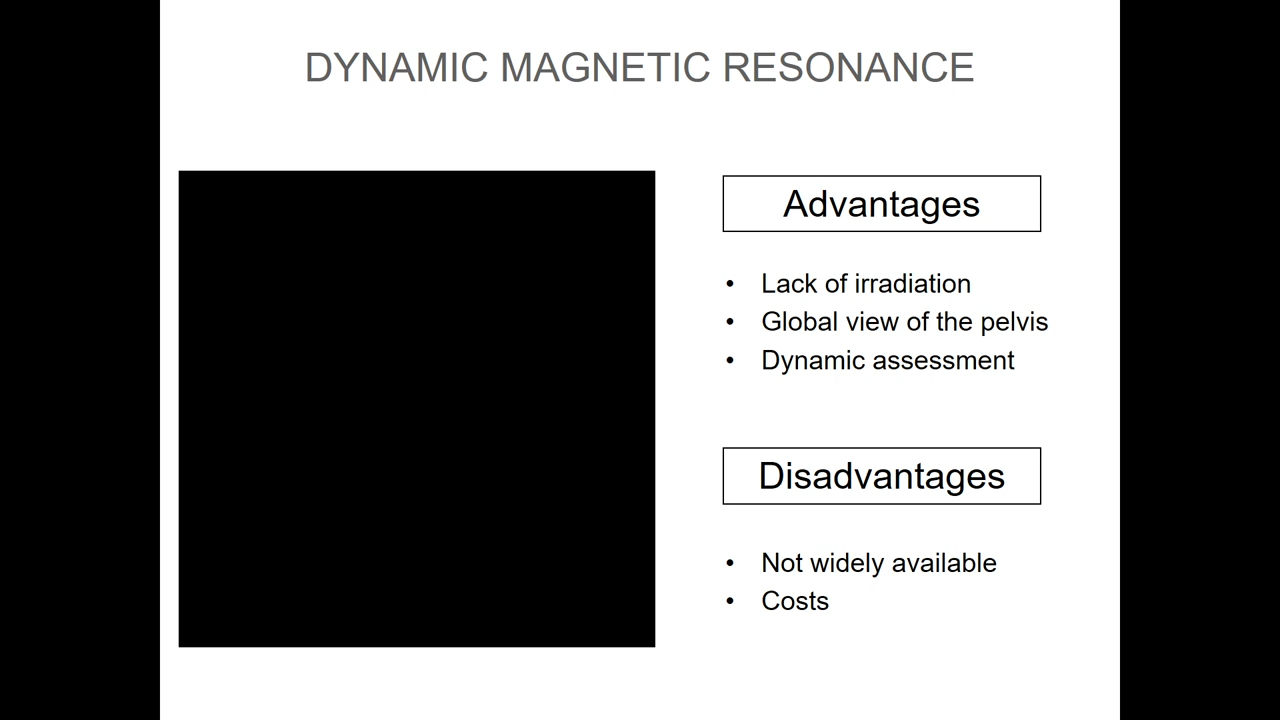 DYNAMIC MAGNETIC RESONANCE
Advantages
• Lack of irradiation
• Global view of the pelvis
• Dynamic assessment
Disadvantages
• Not widely available
• Costs